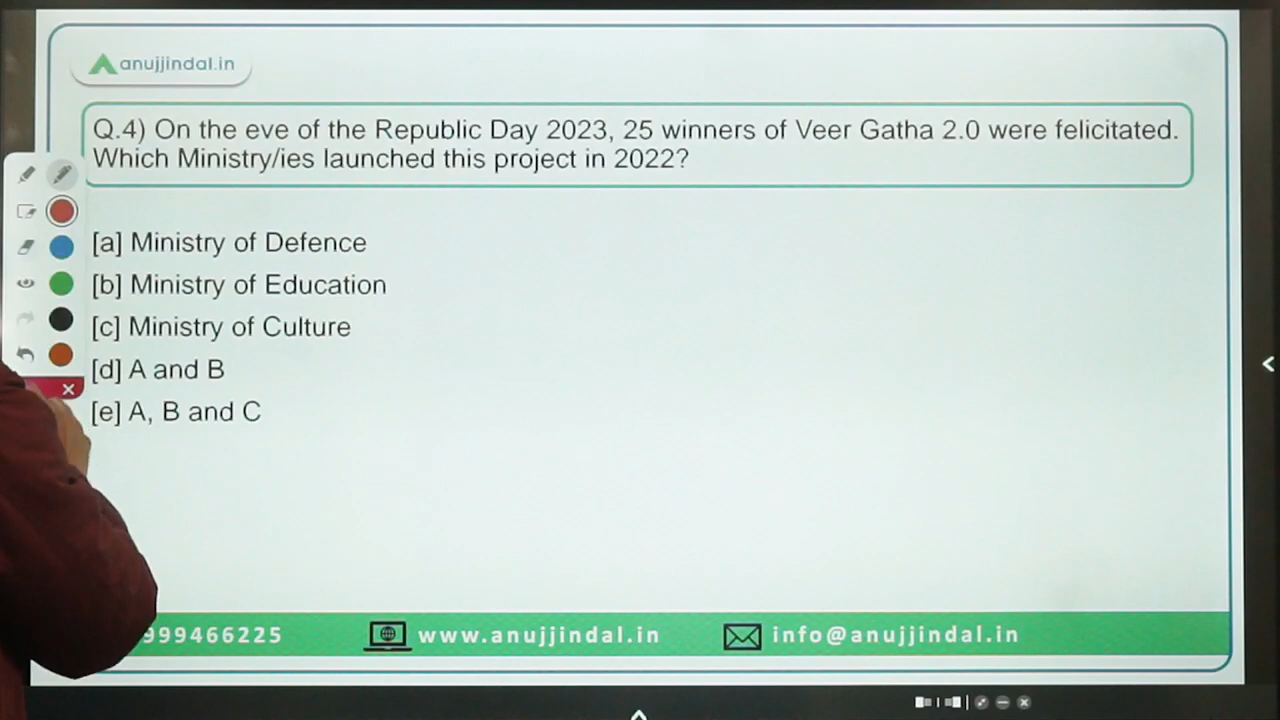 anujjindal.in
Q.4) On the eve of the Republic Day 2023, 25 winners of Veer Gatha 2.0 were felicitated.
Which Ministry/ies launched this project in 2022?
[a] Ministry of Defence
[b] Ministry of Education
[c] Ministry of Culture
[d] A and B
[e] A, B and C
999466225 www.anujjindal.in info@anujjindal.in